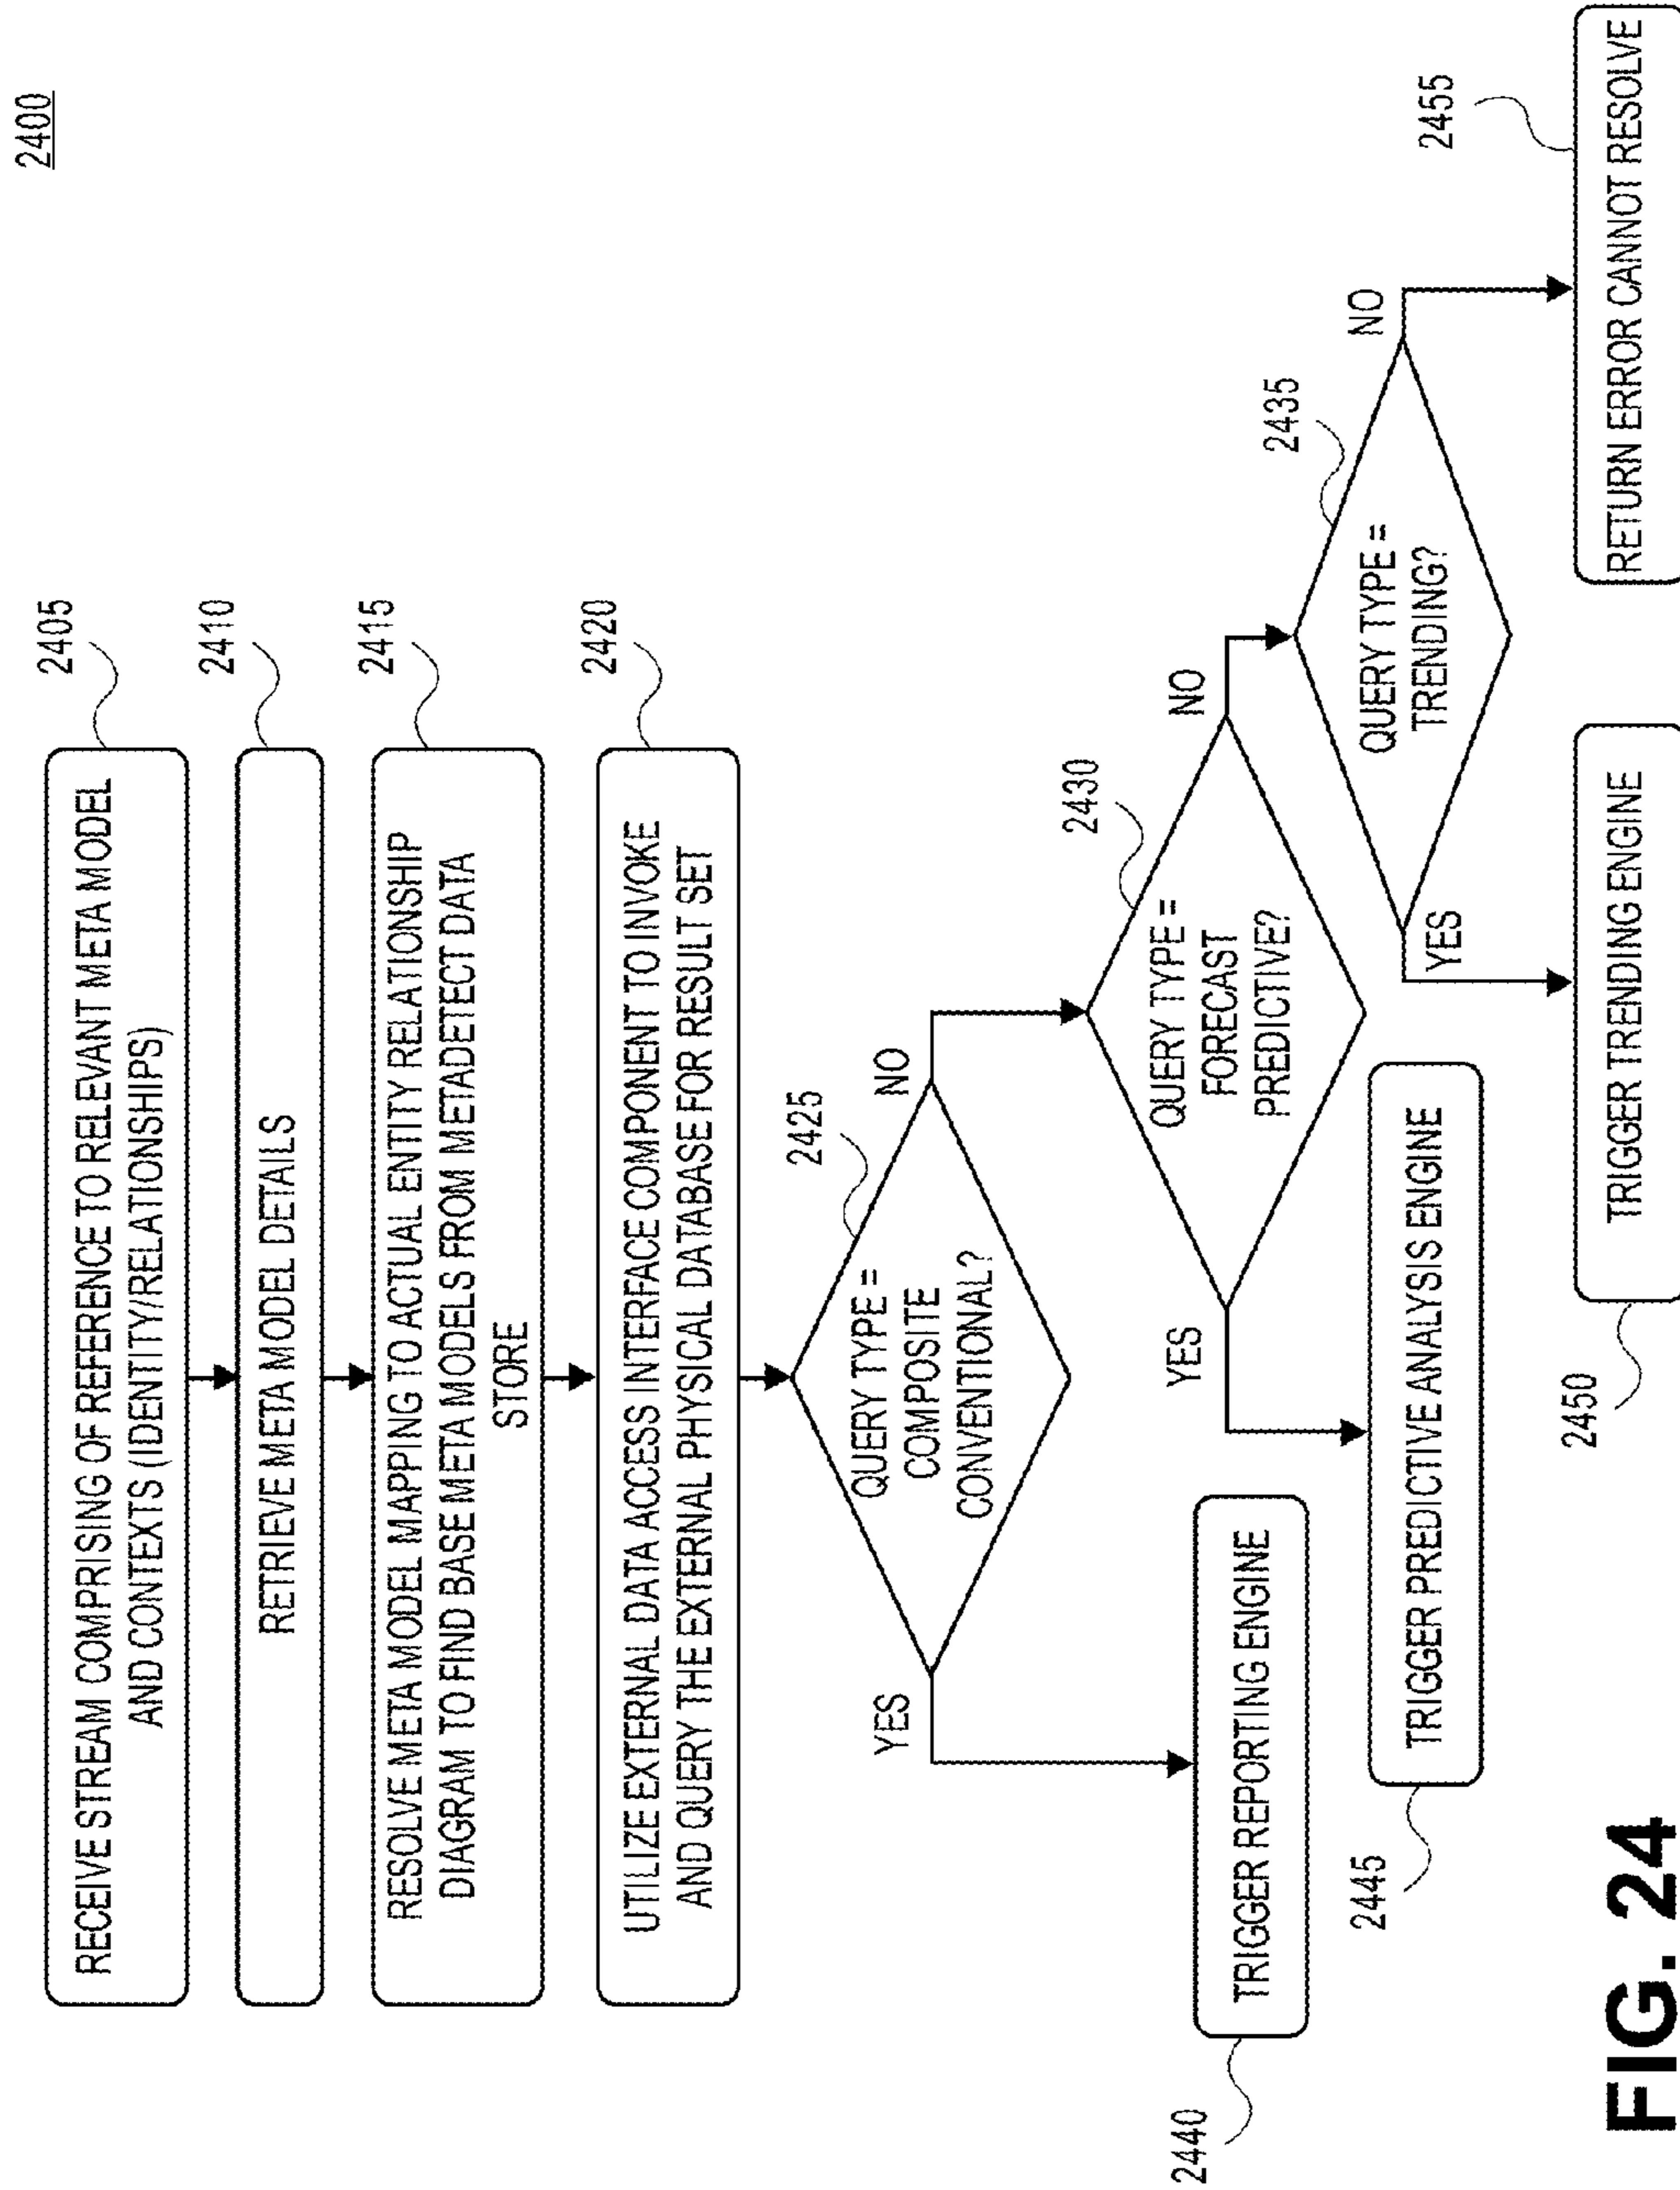 2400
RECEIVE STREAM COMPRISING OF REFERENCE TO RELEVANT META MODEL
AND CONTEXTS (IDENTITY/RELATIONSHIPS)
2405
RETRIEVE META MODEL DETAILS
2410
RESOLVE META MODEL MAPPING TO ACTUAL ENTITY RELATIONSHIP
DIAGRAM TO FIND BASE META MODELS FROM METADETECT DATA
STORE
2415
UTILIZE EXTERNAL DATA ACCESS INTERFACE COMPONENT TO INVOKE
AND QUERY THE EXTERNAL PHYSICAL DATABASE FOR RESULT SET
2420
QUERY TYPE =
COMPOSITE
CONVENTIONAL?
2425
YES
NO
QUERY TYPE =
FORECAST
PREDICTIVE?
2430
YES
NO
QUERY TYPE =
TRENDING?
2435
YES
NO
TRIGGER REPORTING ENGINE
2440
TRIGGER PREDICTIVE ANALYSIS ENGINE
2445
TRIGGER TRENDING ENGINE
2450
RETURN ERROR CANNOT RESOLVE
2455
FIG. 24